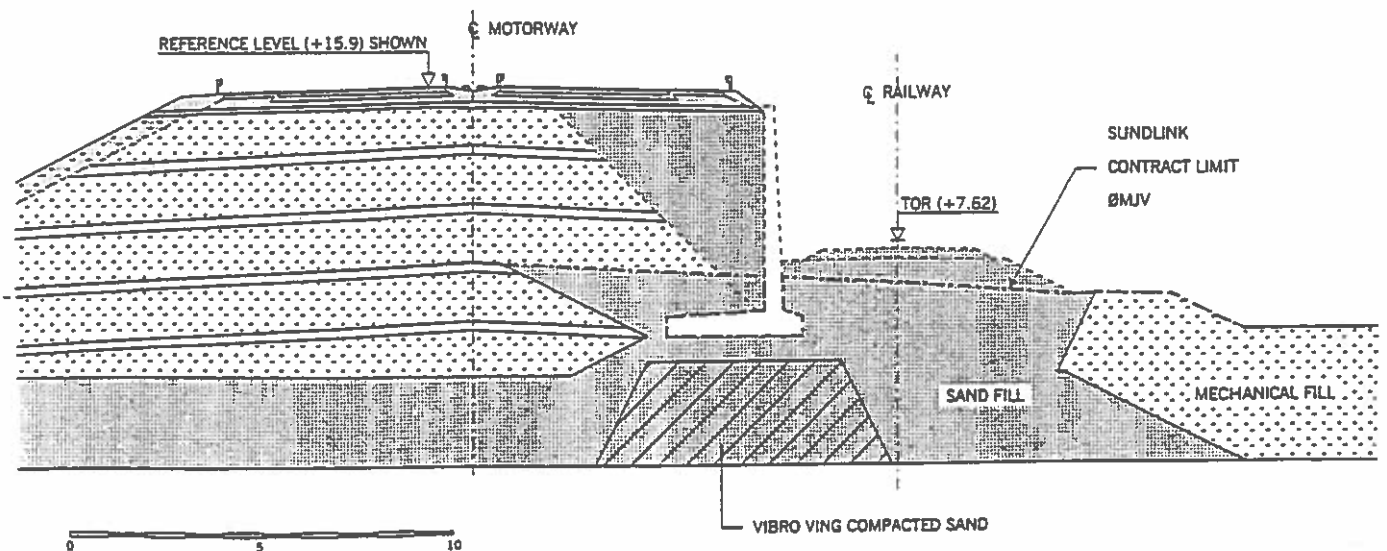 ℄ MOTORWAY
REFERENCE LEVEL (+15.9) SHOWN
℄ RAILWAY
SUNDLINK
CONTRACT LIMIT
ØMJV
TOR (+7.62)
SAND FILL
MECHANICAL FILL
VIBRO VING COMPACTED SAND
0 5 10